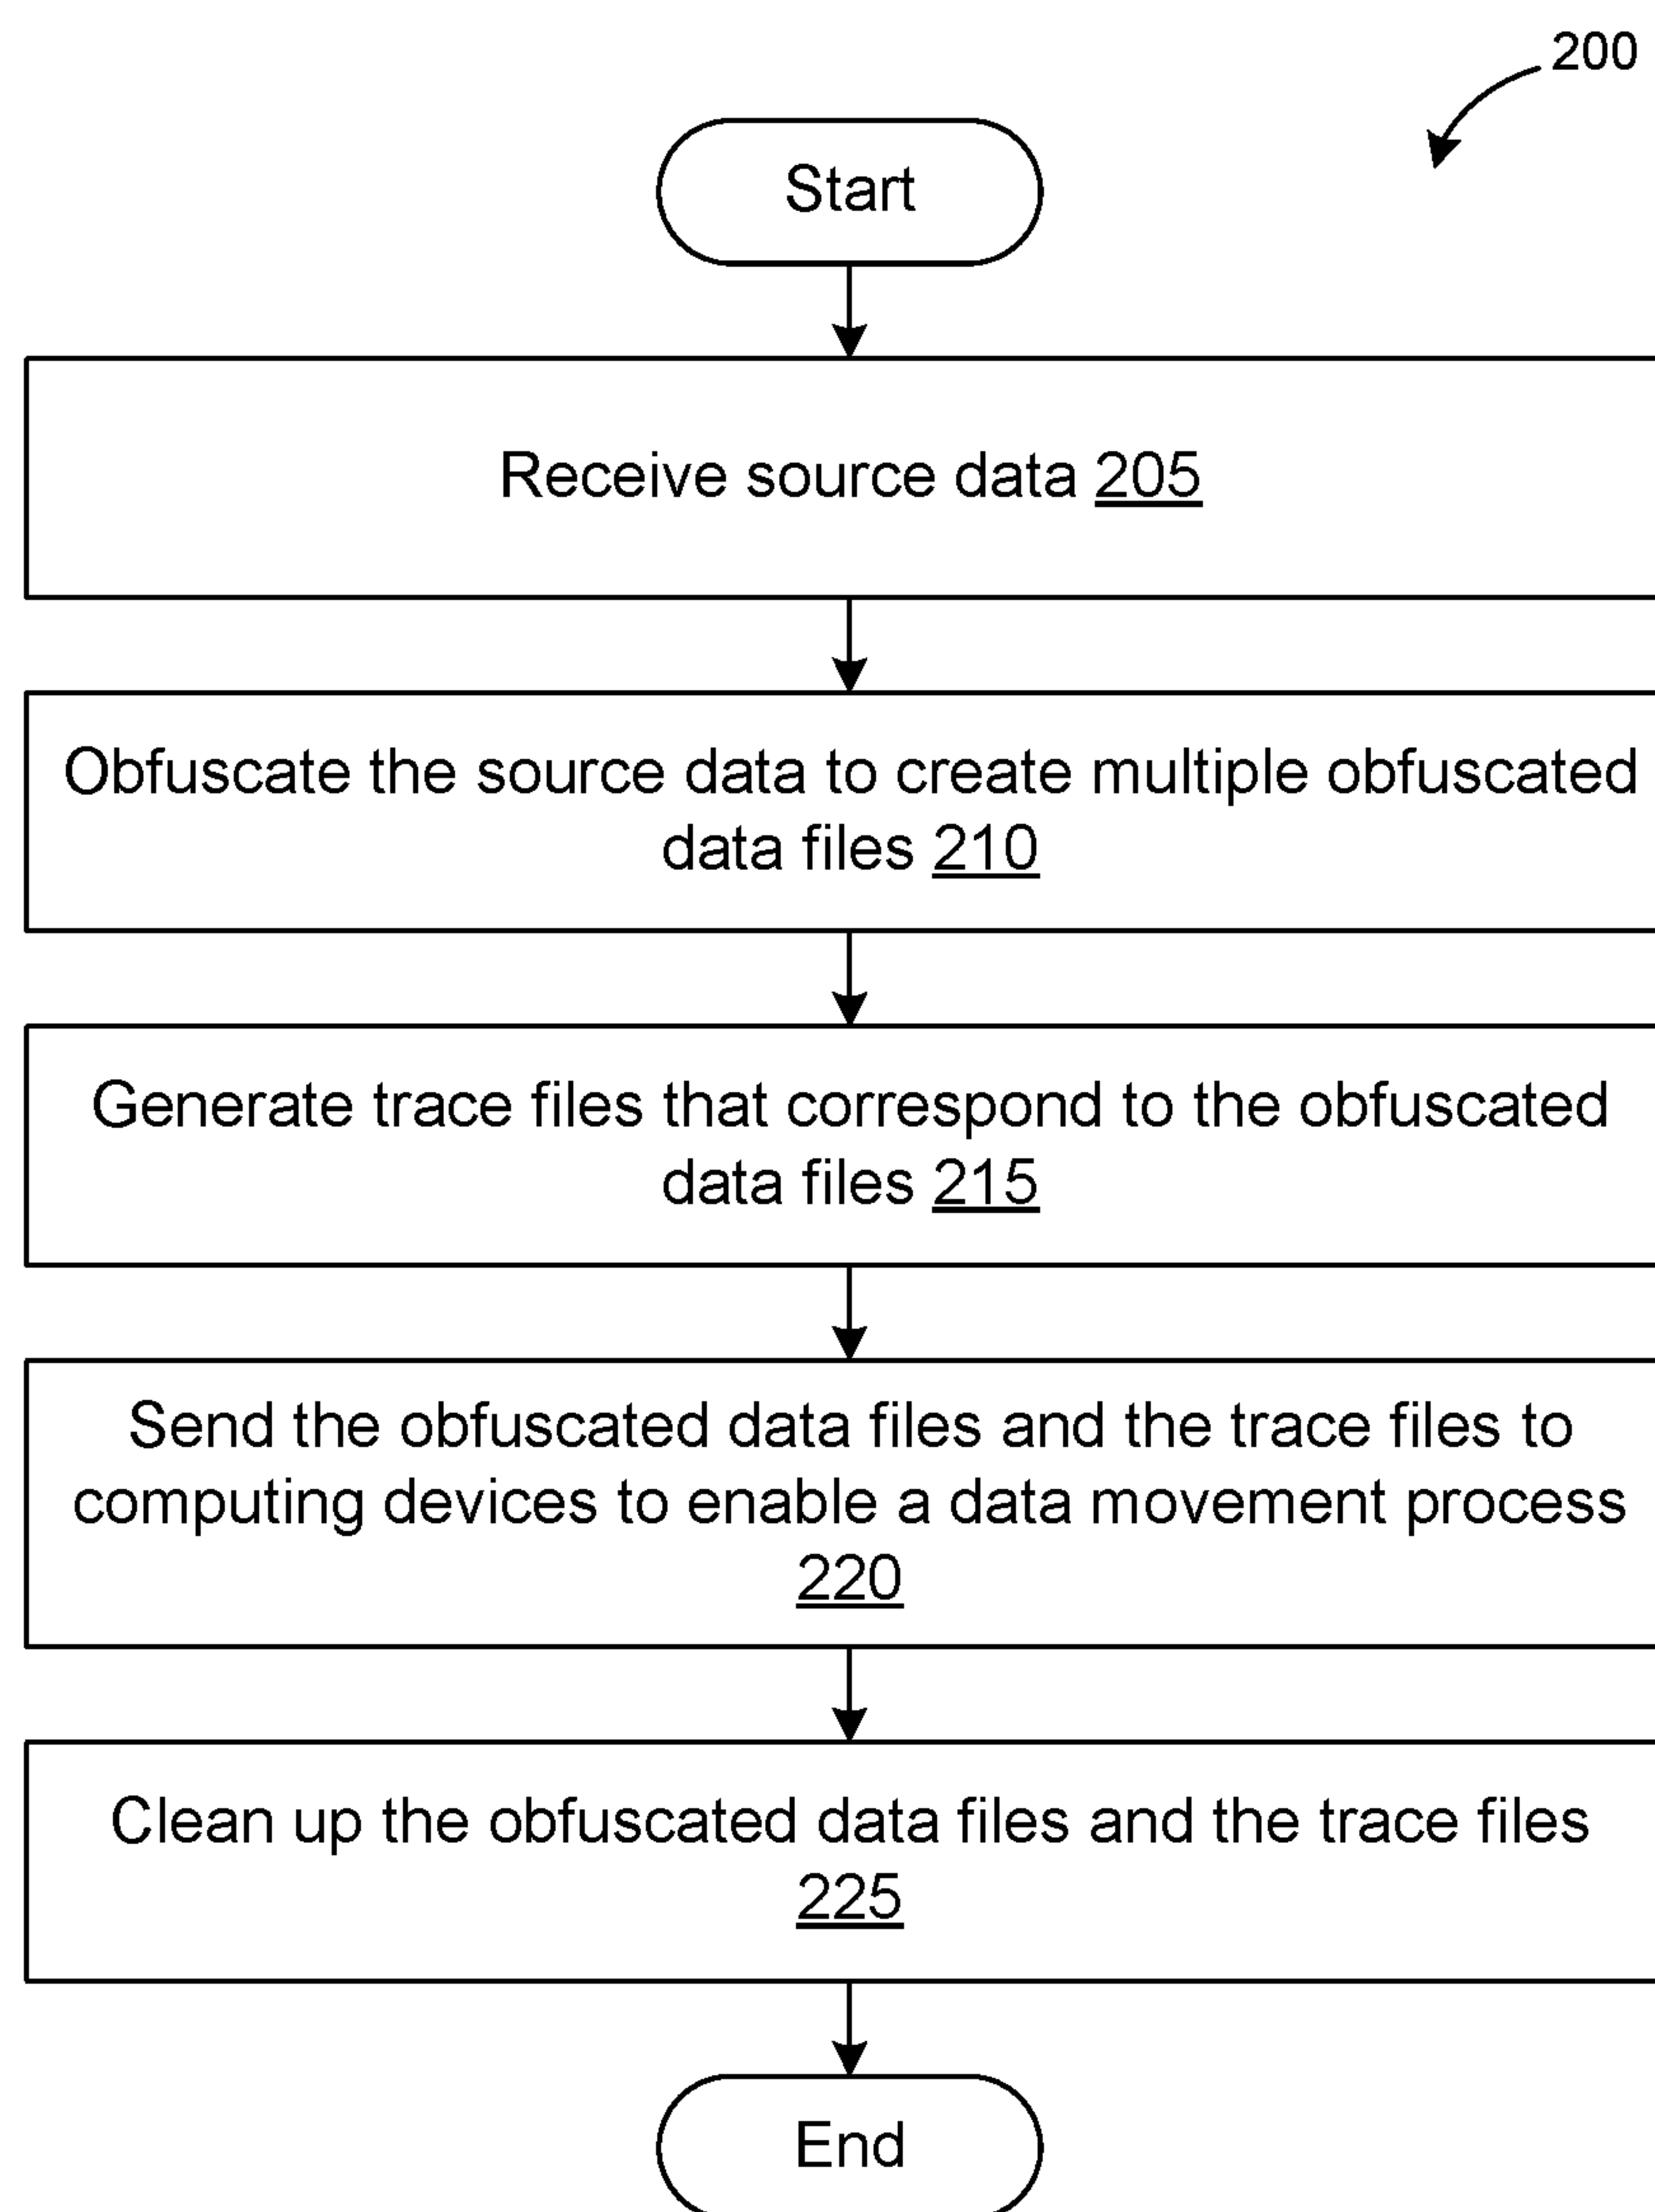 200
Start
Receive source data 205
Obfuscate the source data to create multiple obfuscated
data files 210
Generate trace files that correspond to the obfuscated
data files 215
Send the obfuscated data files and the trace files to
computing devices to enable a data movement process
220
Clean up the obfuscated data files and the trace files
225
End